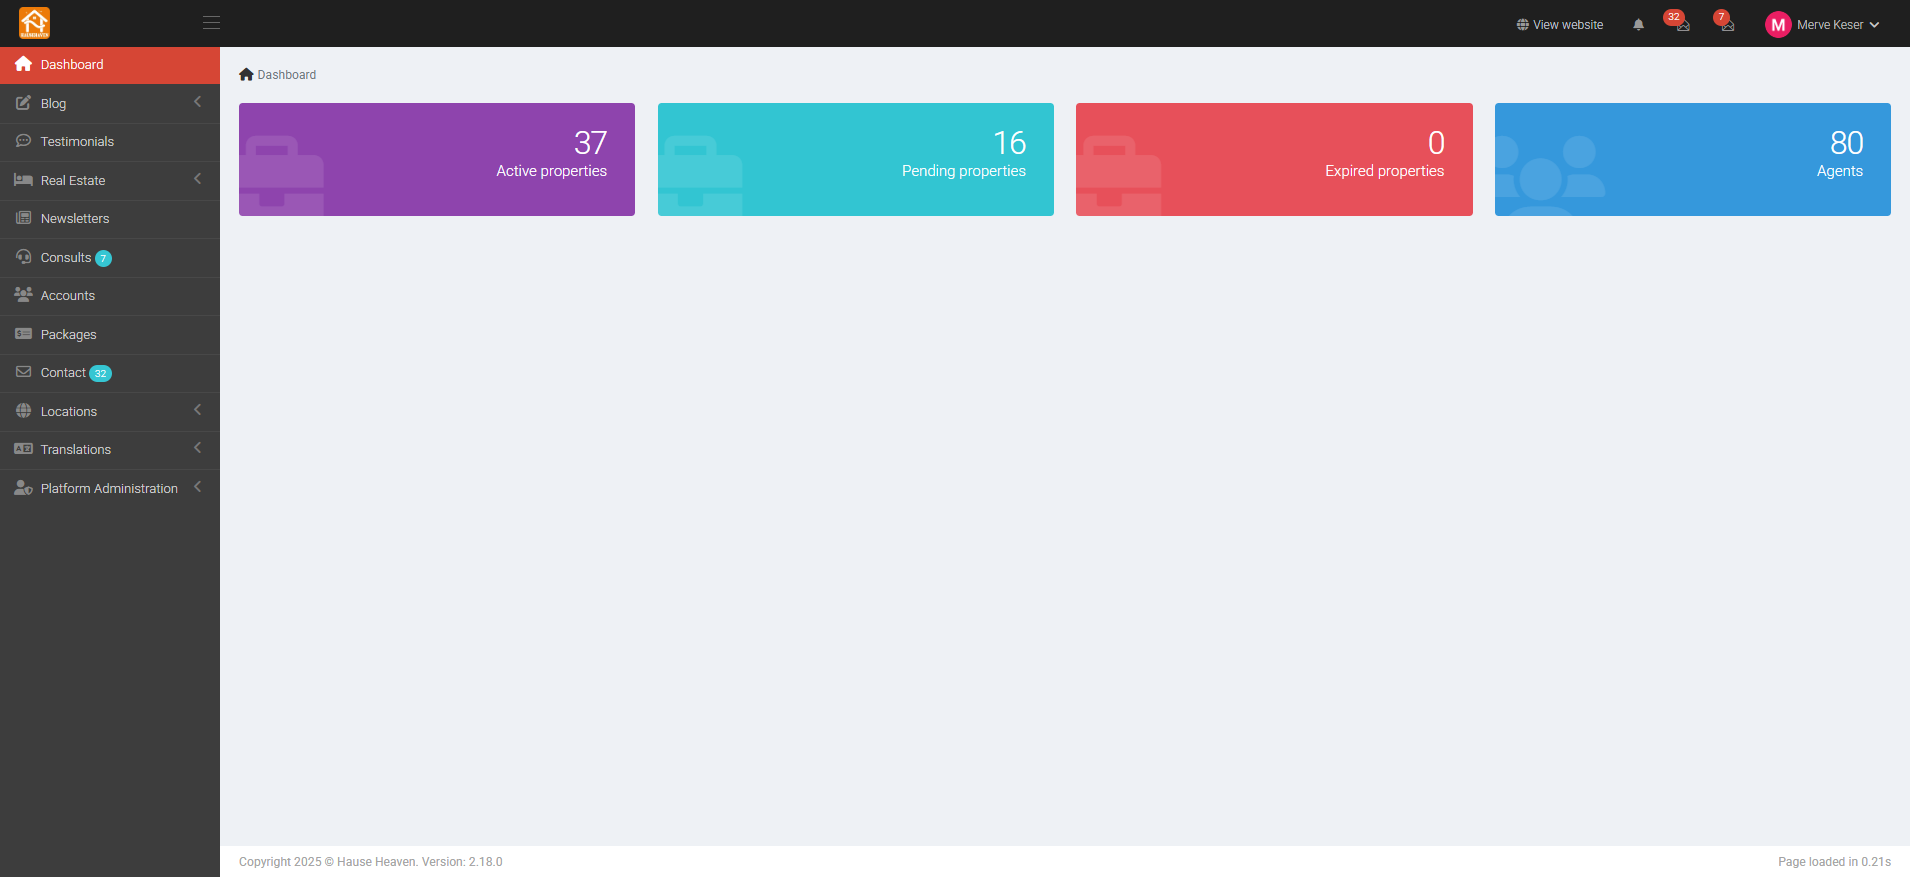 View website
32
7
M
Merve Keser
Dashboard
Blog
Testimonials
Real Estate
Newsletters
Consults 7
Accounts
Packages
Contact 32
Locations
Translations
Platform Administration
Dashboard
37
Active properties
16
Pending properties
0
Expired properties
80
Agents
Copyright 2025 © Hause Heaven. Version: 2.18.0
Page loaded in 0.21s